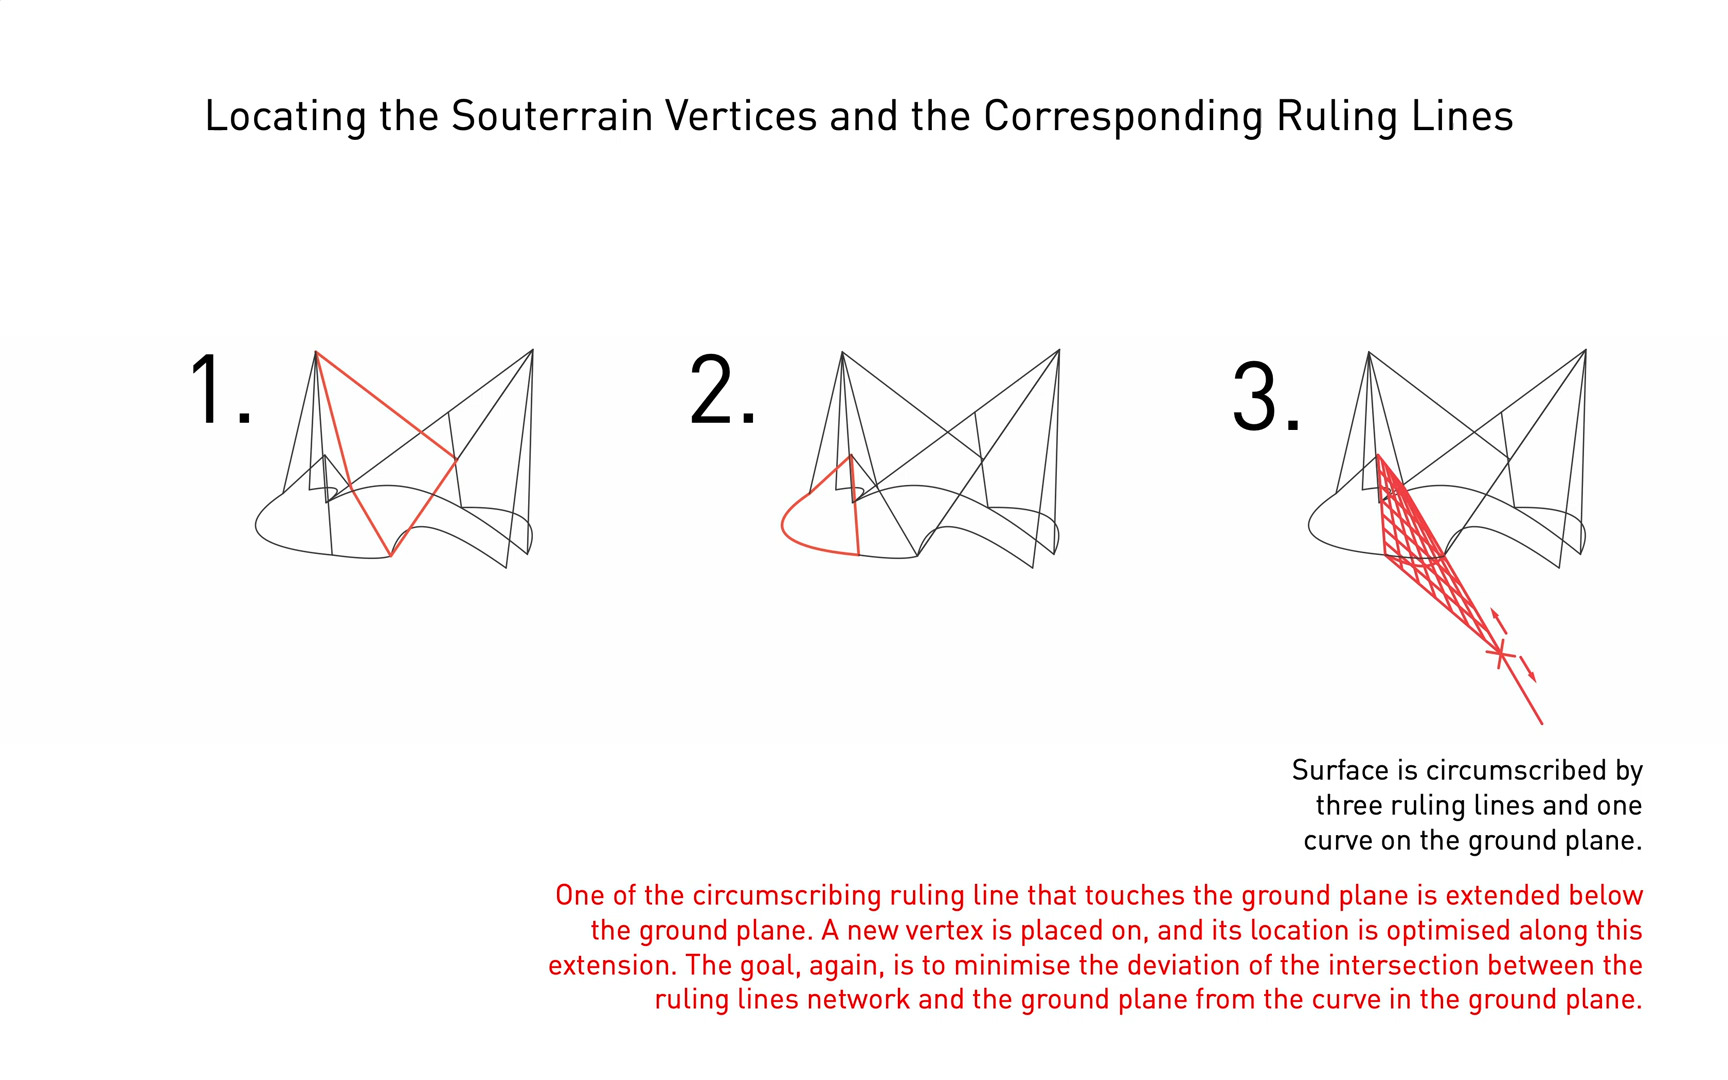 Locating the Souterrain Vertices and the Corresponding Ruling Lines
1.
2.
3.
Surface is circumscribed by
three ruling lines and one
curve on the ground plane.
One of the circumscribing ruling line that touches the ground plane is extended below
the ground plane. A new vertex is placed on, and its location is optimised along this
extension. The goal, again, is to minimise the deviation of the intersection between the
ruling lines network and the ground plane from the curve in the ground plane.